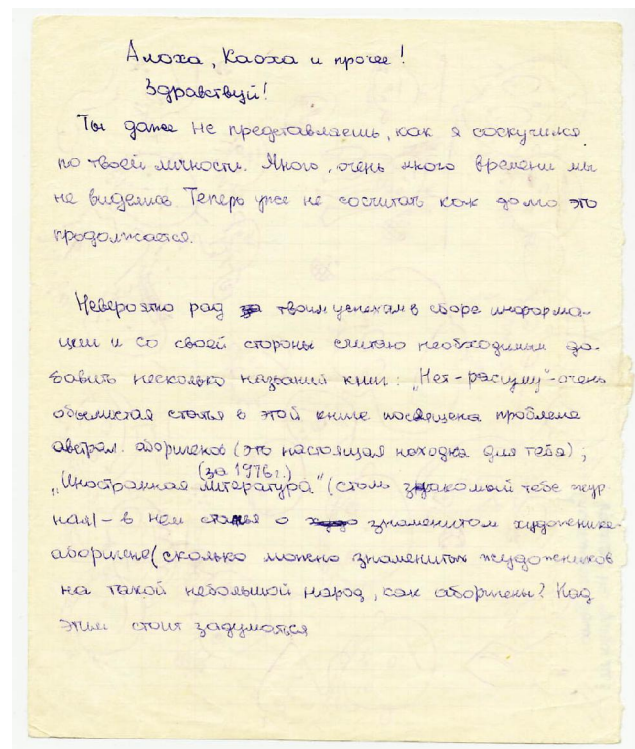 Алоха, Каоха и прочее!
Здравствуй!
Ты даже не представляешь, как я соскучился
по твоей личности. Много, очень много времени мы
не виделись. Теперь уже не сосчитать как долго это
продолжается.
Невероятно рад твоим успехам в сборе информа-
ции и со своей стороны считаю необходимым до-
бавить несколько названий книг: „Нет-расизму"-очень
объемистая статья в этой книге посвящена проблеме
австрал. аборигенов (это настоящая находка для тебя);
(за 1976 г.)
„Иностранная литература" (столь знакомый тебе жур
нал) - в нем статья о знаменитом художнике-
аборигене (сколько можно знаменитых художников
на такой небольшой народ, как аборигены? Над
этим стоит задуматся